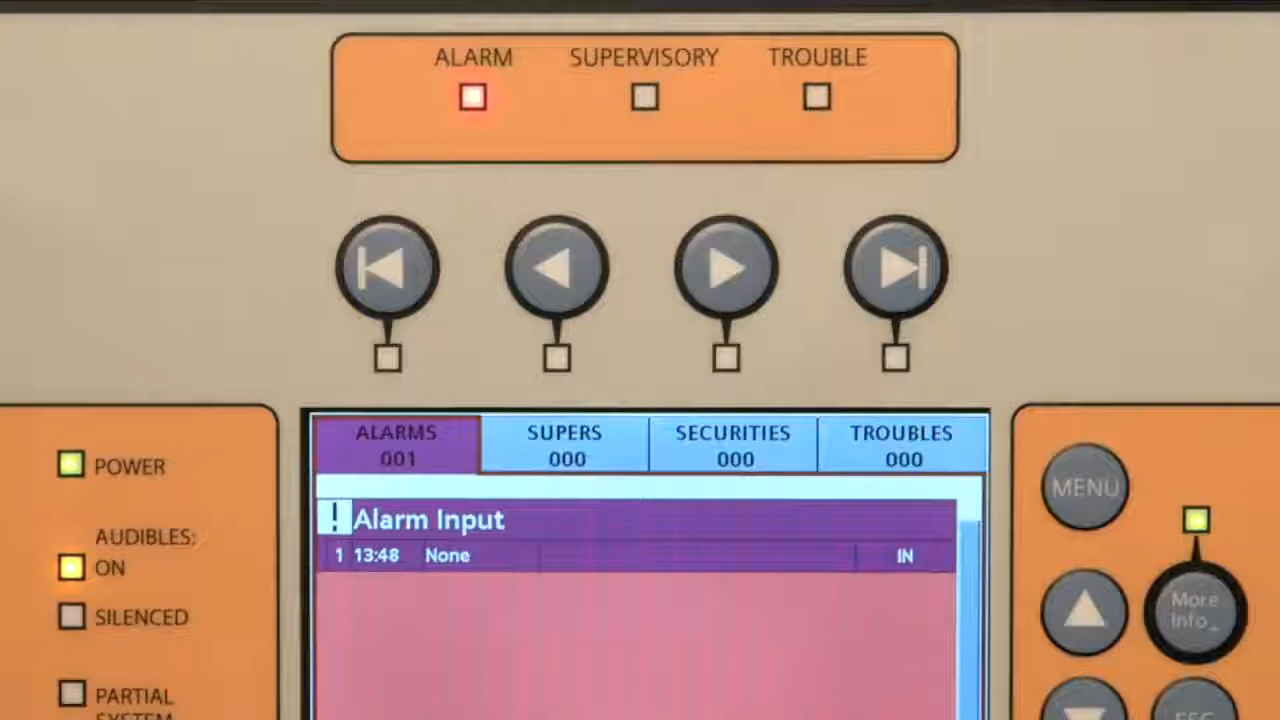 ALARM SUPERVISORY TROUBLE
ALARMS SUPERS SECURITIES TROUBLES
001 000 000 000
POWER
! Alarm Input
1 13:48 None IN
AUDIBLES:
ON
SILENCED
PARTIAL
SYSTEM
MENU
More
Info